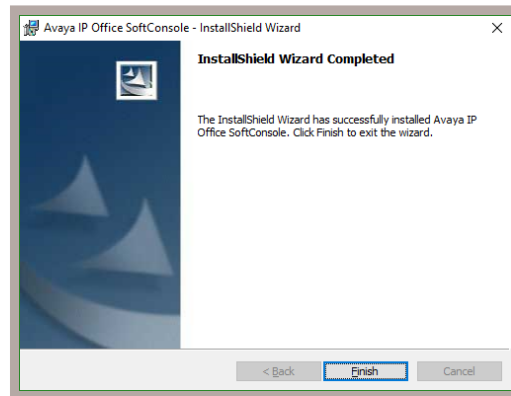 Avaya IP Office SoftConsole - InstallShield Wizard
InstallShield Wizard Completed
The InstallShield Wizard has successfully installed Avaya IP
Office SoftConsole. Click Finish to exit the wizard.
< Back
Finish
Cancel